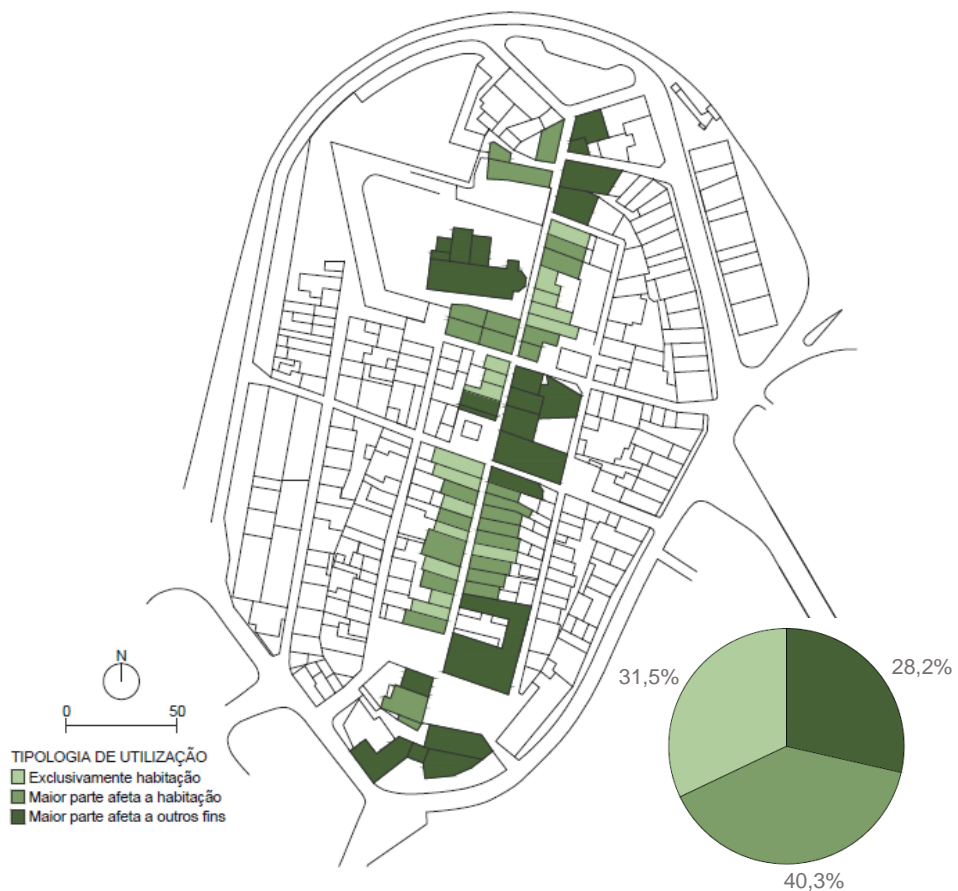 N
0 50
TIPOLOGIA DE UTILIZAÇÃO
Exclusivamente habitação
Maior parte afeta a habitação
Maior parte afeta a outros fins
31,5%
28,2%
40,3%